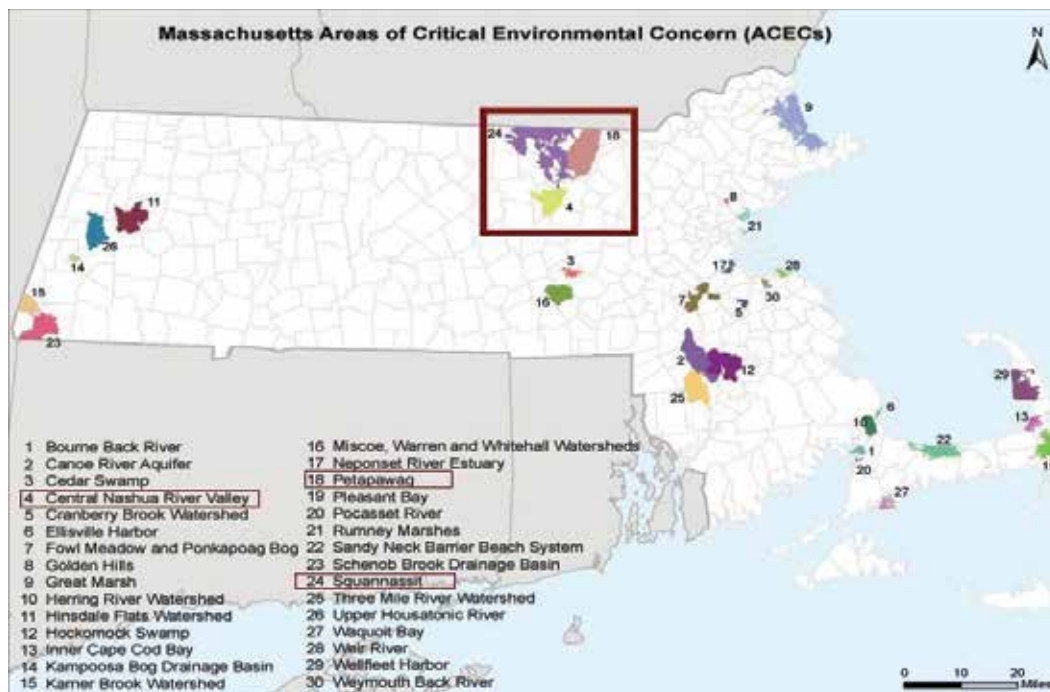 Massachusetts Areas of Critical Environmental Concern (ACECs)
N
9
24
18
4
8
21
11
26
14
3
16
17
28
30
7
5
15
23
2
12
25
29
13
6
10
1
20
22
27
19
1 Bourne Back River
2 Canoe River Aquifer
3 Cedar Swamp
4 Central Nashua River Valley
5 Cranberry Brook Watershed
6 Ellisville Harbor
7 Fowl Meadow and Ponkapoag Bog
8 Golden Hills
9 Great Marsh
10 Herring River Watershed
11 Hinsdale Flats Watershed
12 Hockomock Swamp
13 Inner Cape Cod Bay
14 Kampoosa Bog Drainage Basin
15 Karner Brook Watershed
16 Miscoe, Warren and Whitehall Watersheds
17 Neponset River Estuary
18 Petapawag
19 Pleasant Bay
20 Pocasset River
21 Rumney Marshes
22 Sandy Neck Barrier Beach System
23 Schenob Brook Drainage Basin
24 Squannassit
25 Three Mile River Watershed
26 Upper Housatonic River
27 Waquoit Bay
28 Weir River
29 Wellfleet Harbor
30 Weymouth Back River
0 10 20
Miles